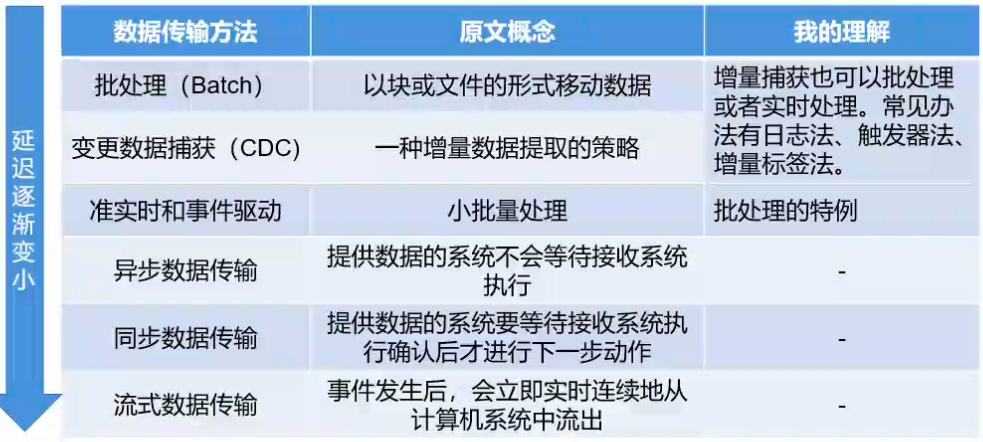 延迟逐渐变小
数据传输方法
原文概念
我的理解
批处理（Batch）
以块或文件的形式移动数据
增量捕获也可以批处理
或者实时处理。常见办
法有日志法、触发器法、
增量标签法。
变更数据捕获（CDC）
一种增量数据提取的策略
准实时和事件驱动
小批量处理
批处理的特例
异步数据传输
提供数据的系统不会等待接收系统
执行
-
同步数据传输
提供数据的系统要等待接收系统执
行确认后才进行下一步动作
-
流式数据传输
事件发生后，会立即实时连续地从
计算机系统中流出
-